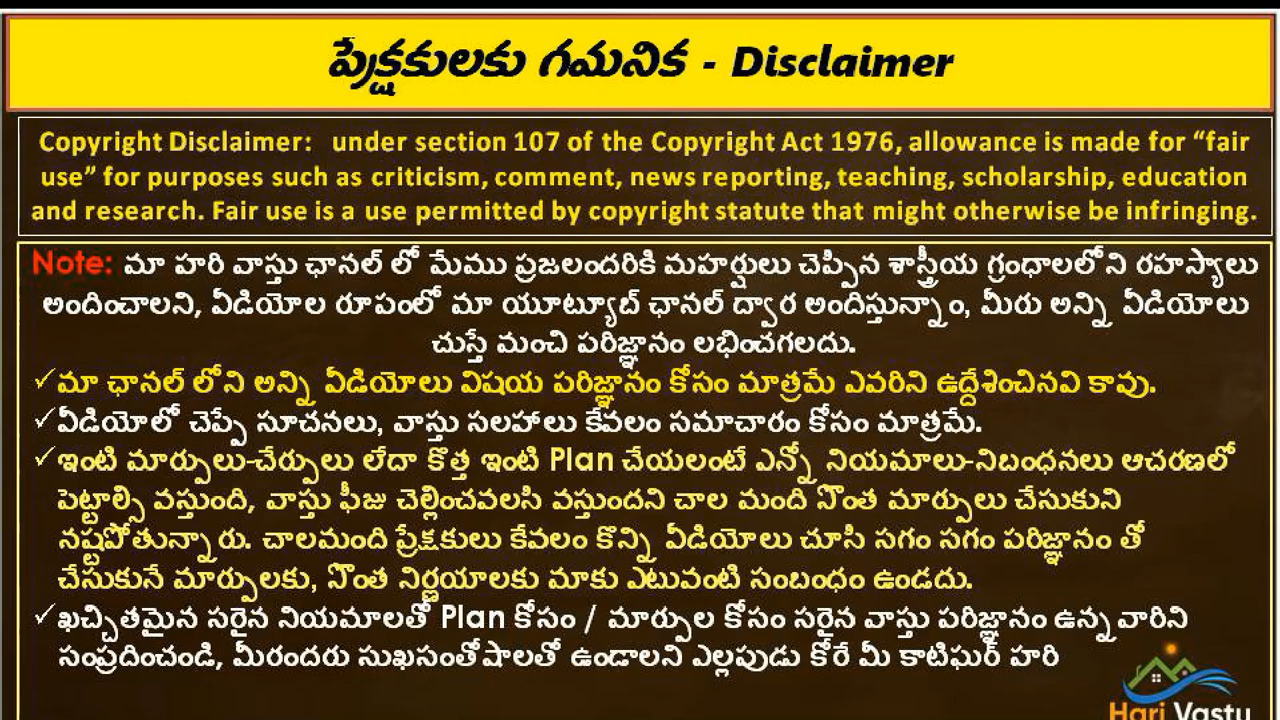 ప్రేక్షకులకు గమనిక - Disclaimer
Copyright Disclaimer: under section 107 of the Copyright Act 1976, allowance is made for “fair
use” for purposes such as criticism, comment, news reporting, teaching, scholarship, education
and research. Fair use is a use permitted by copyright statute that might otherwise be infringing.
Note: మా హరి వాస్తు ఛానల్ లో మేము ప్రజలందరికి మహర్షులు చెప్పిన శాస్త్రీయ గ్రంధాలలోని రహస్యాలు
అందించాలని, వీడియోల రూపంలో మా యూట్యూబ్ ఛానల్ ద్వార అందిస్తున్నాం, మీరు అన్ని వీడియోలు
చుస్తే మంచి పరిజ్ఞానం లభించగలదు.
✓మా ఛానల్ లోని అన్ని వీడియోలు విషయ పరిజ్ఞానం కోసం మాత్రమే ఎవరిని ఉద్దేశించినవి కావు.
✓వీడియోలో చెప్పే సూచనలు, వాస్తు సలహాలు కేవలం సమాచారం కోసం మాత్రమే.
✓ఇంటి మార్పులు-చేర్పులు లేదా కొత్త ఇంటి Plan చేయలంటే ఎన్నో నియమాలు-నిబంధనలు ఆచరణలో
పెట్టాల్సి వస్తుంది, వాస్తు ఫీజు చెల్లించవలసి వస్తుందని చాల మంది సొంత మార్పులు చేసుకుని
నష్టపోతున్నారు. చాలమంది ప్రేక్షకులు కేవలం కొన్ని వీడియోలు చూసి సగం సగం పరిజ్ఞానం తో
చేసుకునే మార్పులకు, సొంత నిర్ణయాలకు మాకు ఎటువంటి సంబంధం ఉండదు.
✓ఖచ్చితమైన సరైన నియమాలతో Plan కోసం / మార్పుల కోసం సరైన వాస్తు పరిజ్ఞానం ఉన్నవారిని
సంప్రదించండి, మీరందరు సుఖసంతోషాలతో ఉండాలని ఎల్లపుడు కోరే మీ కాటిఘర్ హరి
Hari Vastu